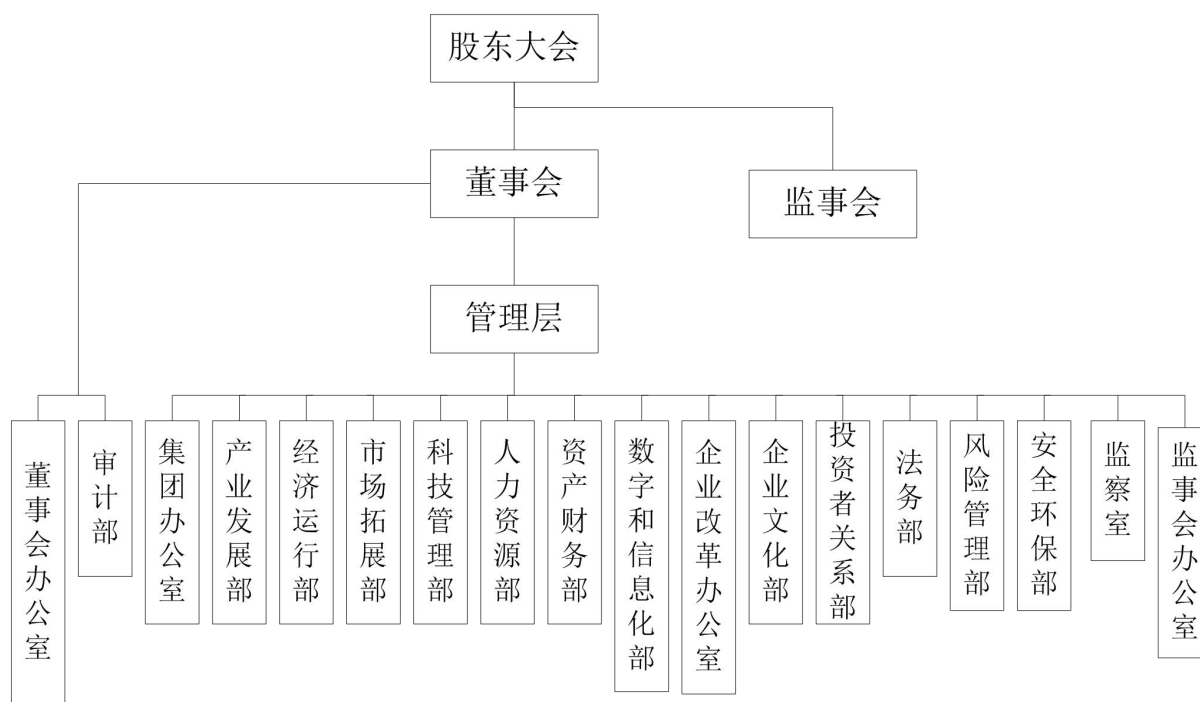 股东大会
董事会
监事会
管理层
董事会办公室
审计部
集团办公室
产业发展部
经济运行部
市场拓展部
科技管理部
人力资源部
资产财务部
数字和信息化部
企业改革办公室
企业文化部
投资者关系部
法务部
风险管理部
安全环保部
监察室
监事会办公室